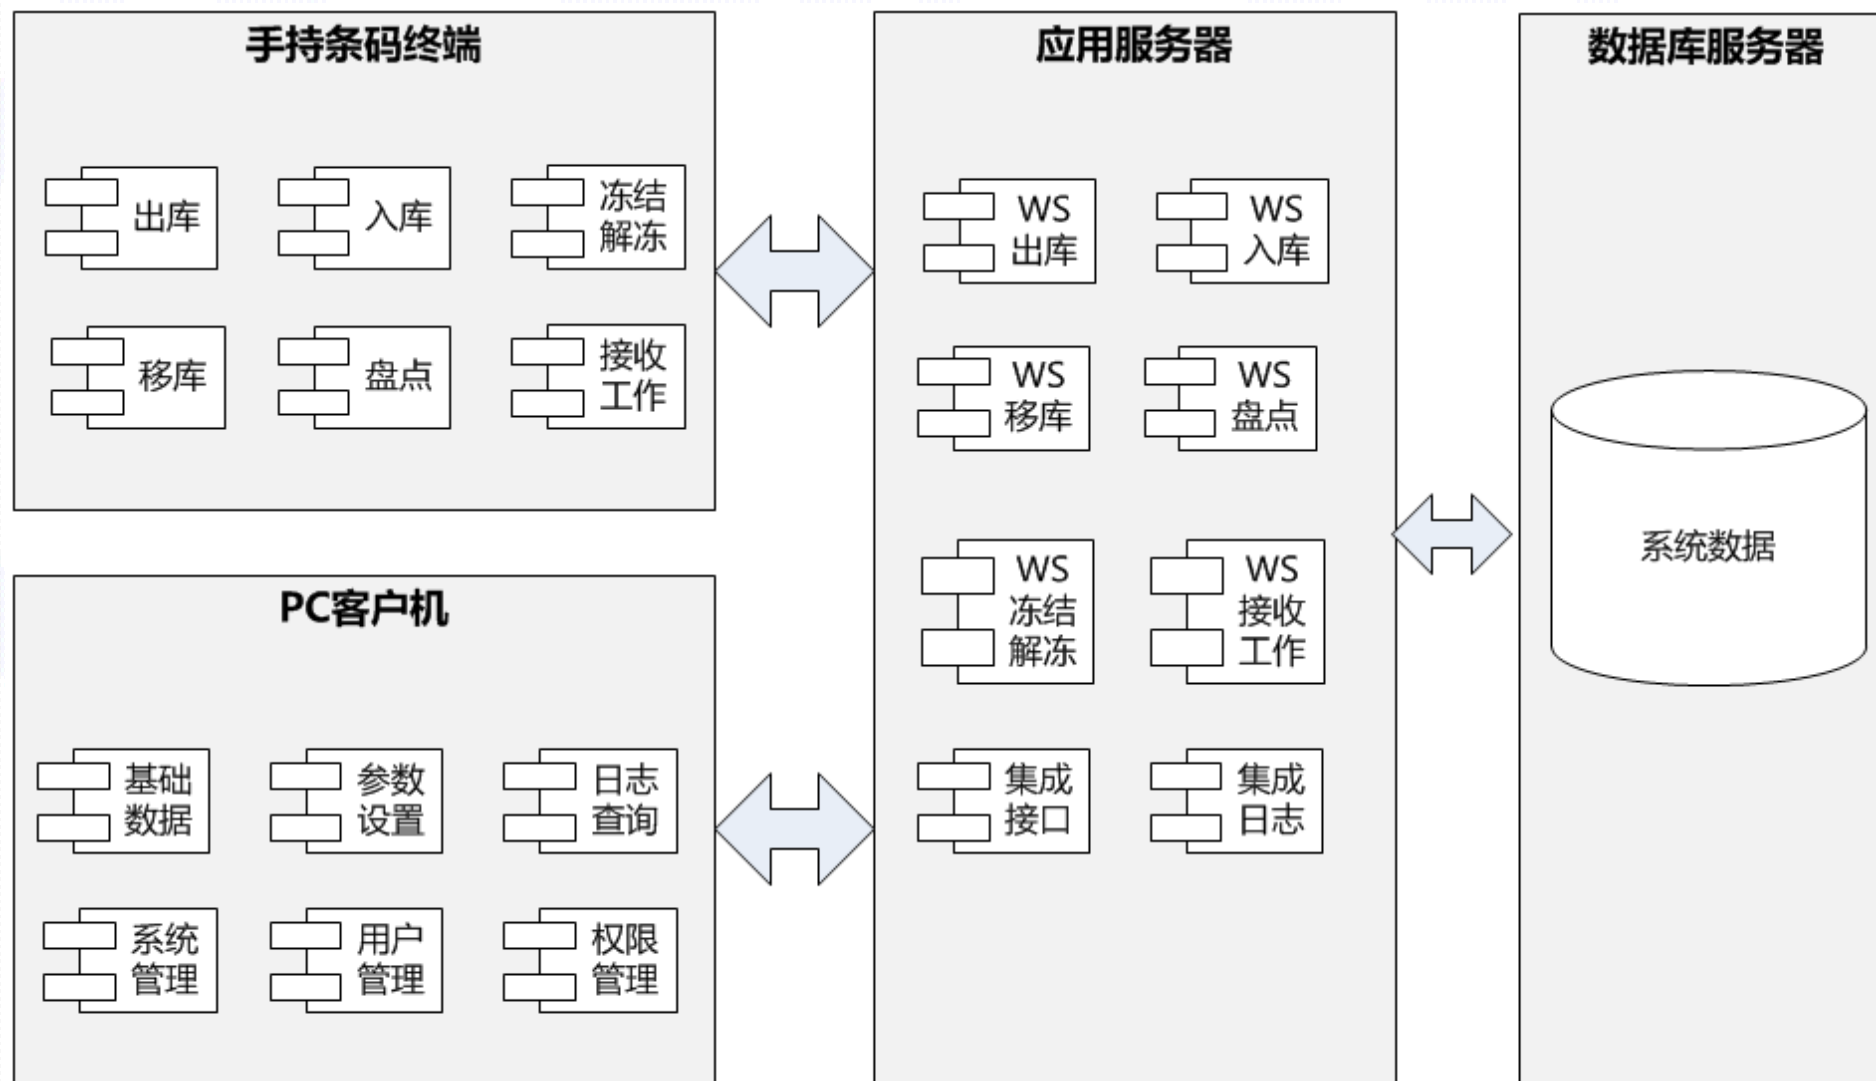 手持条码终端
出库
入库
冻结
解冻
移库
盘点
接收
工作
PC客户机
基础
数据
参数
设置
日志
查询
系统
管理
用户
管理
权限
管理
应用服务器
WS
出库
WS
入库
WS
移库
WS
盘点
WS
冻结
解冻
WS
接收
工作
集成
接口
集成
日志
数据库服务器
系统数据